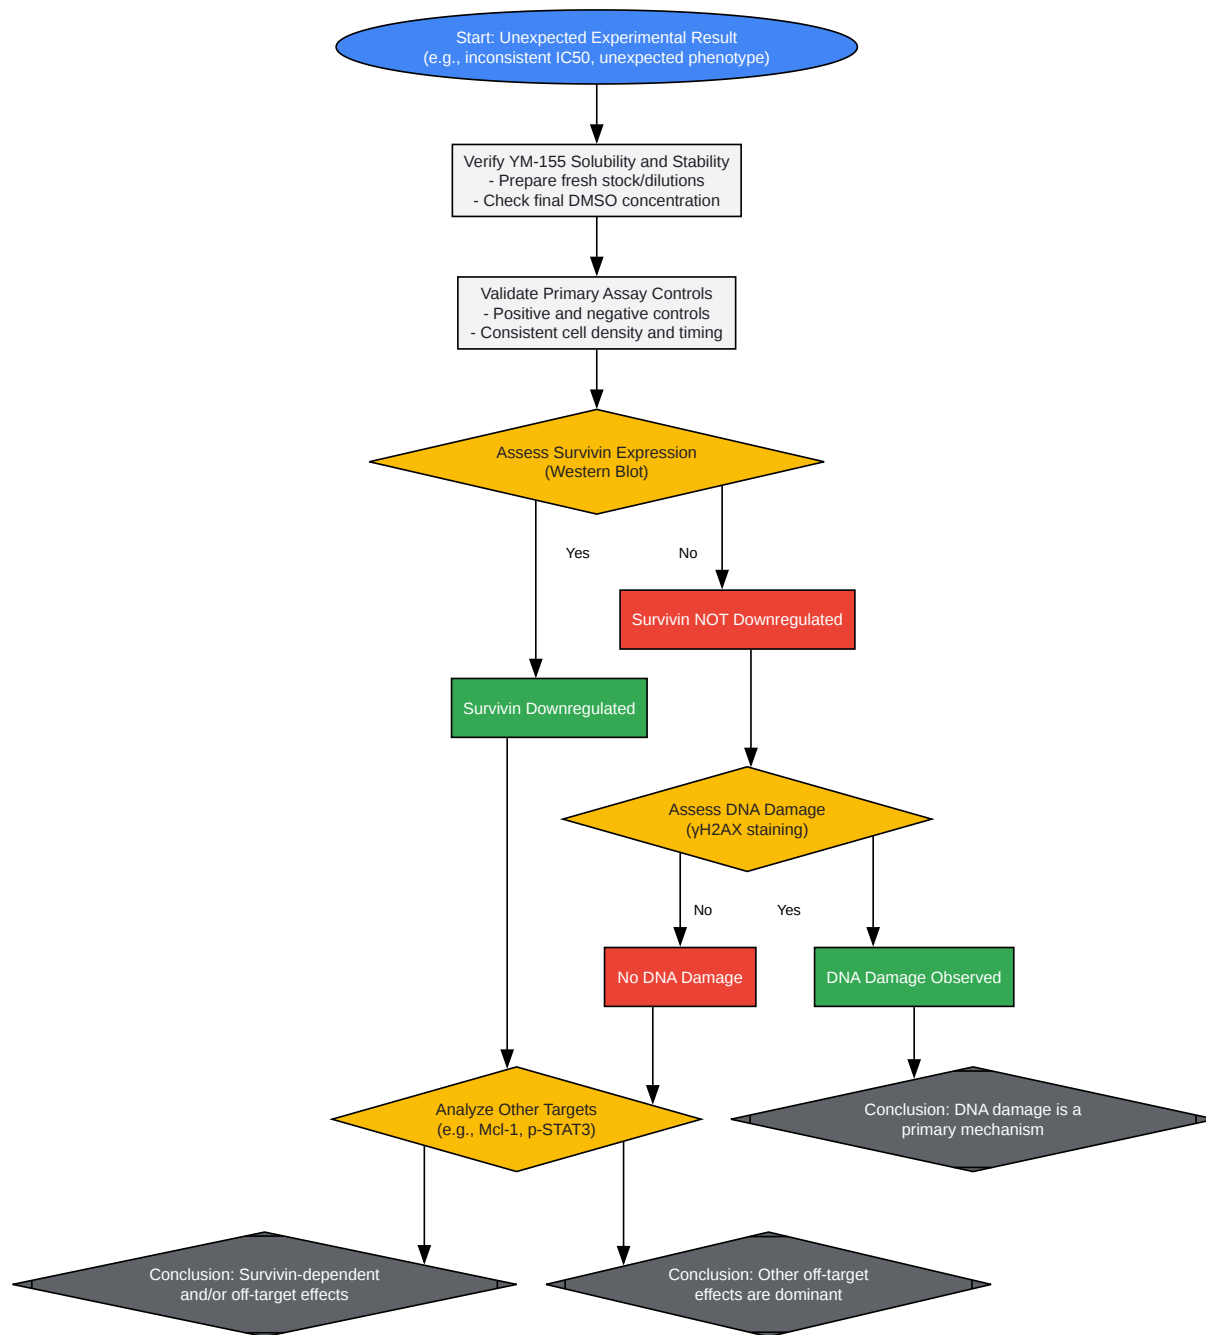 Start: Unexpected Experimental Result
(e.g., inconsistent IC50, unexpected phenotype)
Verify YM-155 Solubility and Stability
- Prepare fresh stock/dilutions
- Check final DMSO concentration
Validate Primary Assay Controls
- Positive and negative controls
- Consistent cell density and timing
Assess Survivin Expression
(Western Blot)
Yes
No
Survivin NOT Downregulated
Survivin Downregulated
Assess DNA Damage
(γH2AX staining)
No
Yes
No DNA Damage
DNA Damage Observed
Analyze Other Targets
(e.g., Mcl-1, p-STAT3)
Conclusion: DNA damage is a
primary mechanism
Conclusion: Survivin-dependent
and/or off-target effects
Conclusion: Other off-target
effects are dominant